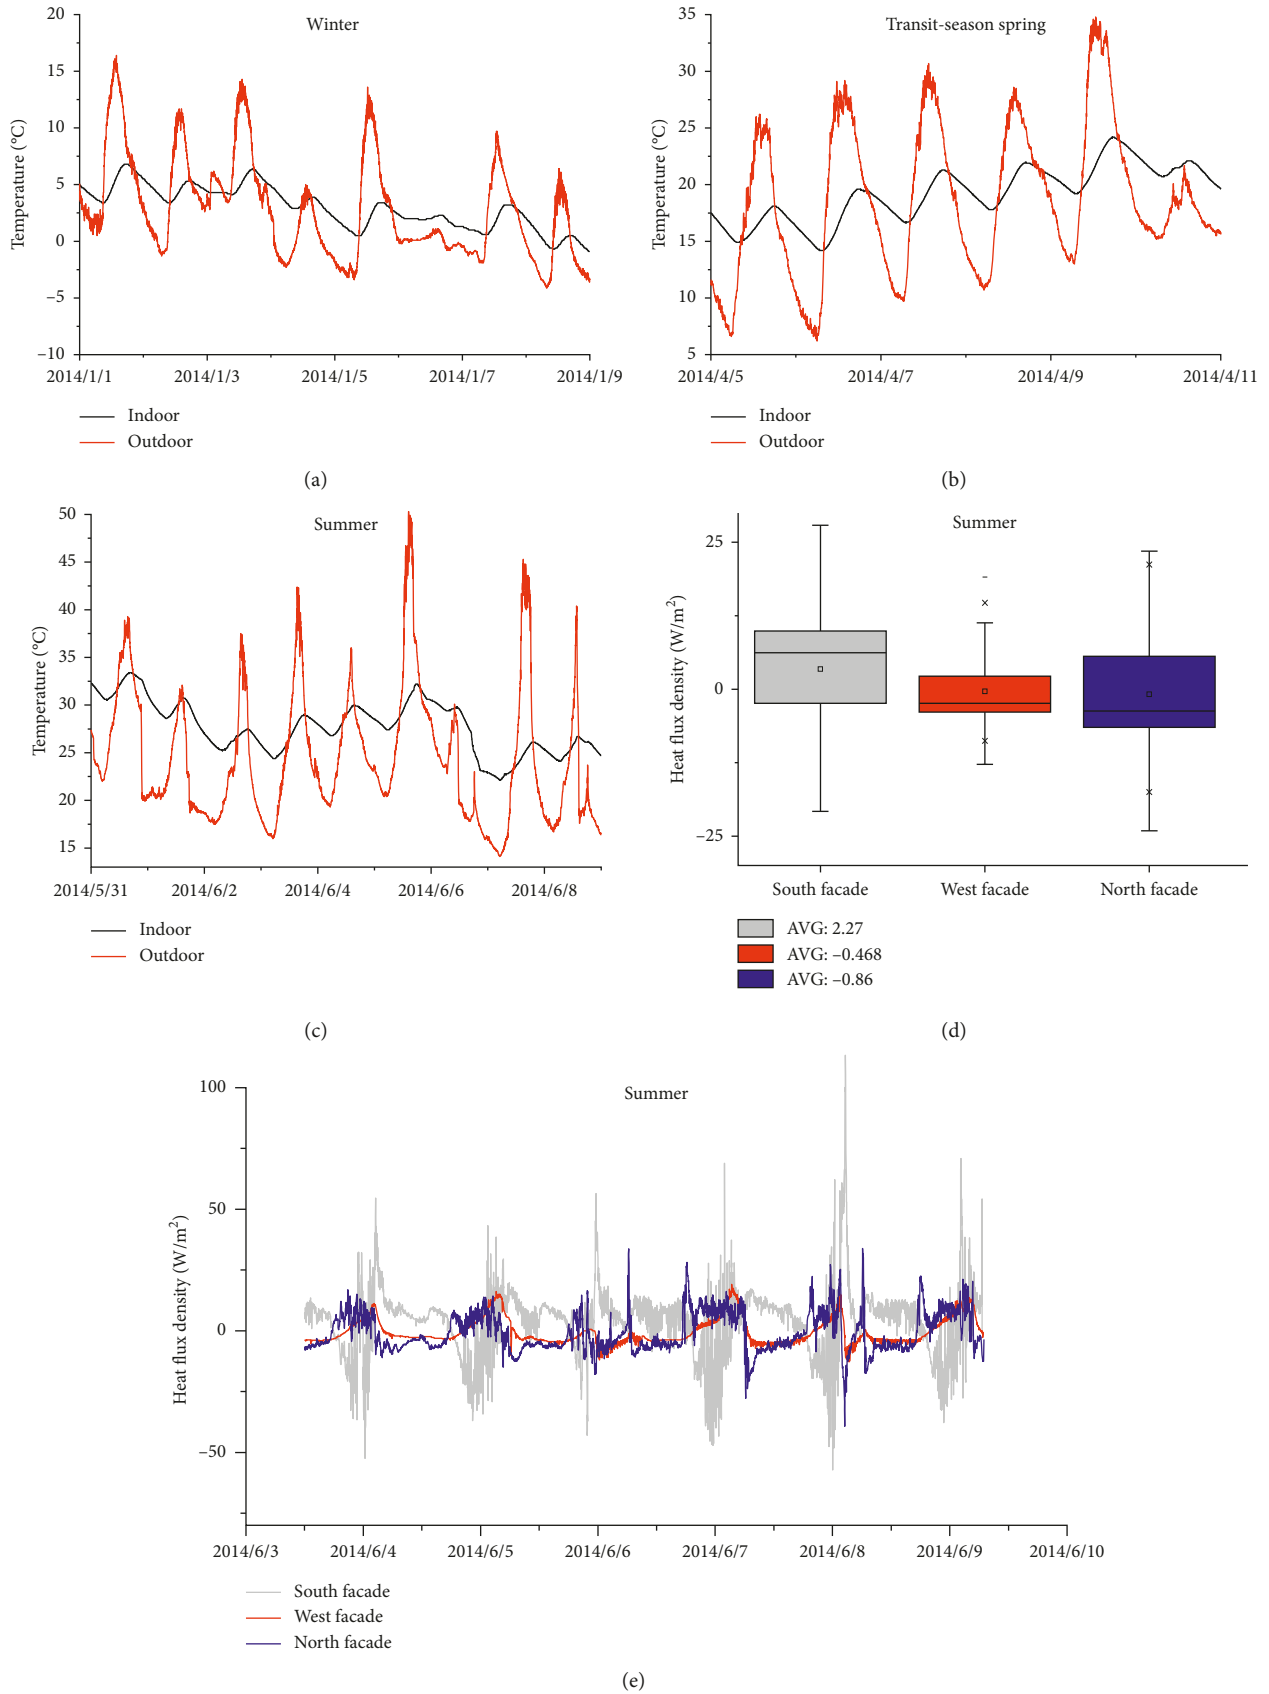 Winter
Temperature (°C)
20
15
10
5
0
−5
−10
2014/1/1 2014/1/3 2014/1/5 2014/1/7 2014/1/9
Indoor
Outdoor
(a)
Transit-season spring
Temperature (°C)
35
30
25
20
15
10
5
2014/4/5 2014/4/7 2014/4/9 2014/4/11
Indoor
Outdoor
(b)
Summer
Temperature (°C)
50
45
40
35
30
25
20
15
2014/5/31 2014/6/2 2014/6/4 2014/6/6 2014/6/8
Indoor
Outdoor
(c)
Summer
Heat flux density (W/m²)
25
0
−25
South facade West facade North facade
AVG: 2.27
AVG: −0.468
AVG: −0.86
(d)
Summer
Heat flux density (W/m²)
100
50
0
−50
2014/6/3 2014/6/4 2014/6/5 2014/6/6 2014/6/7 2014/6/8 2014/6/9 2014/6/10
South facade
West facade
North facade
(e)